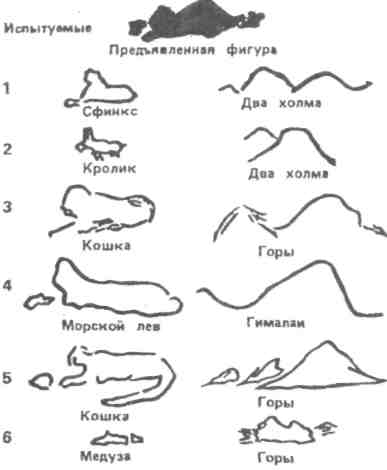 Испытуемые
Предъявленная фигура
1
Сфинкс
Два холма
2
Кролик
Два холма
3
Кошка
Горы
4
Морской лев
Гималаи
5
Кошка
Горы
6
Медуза
Горы